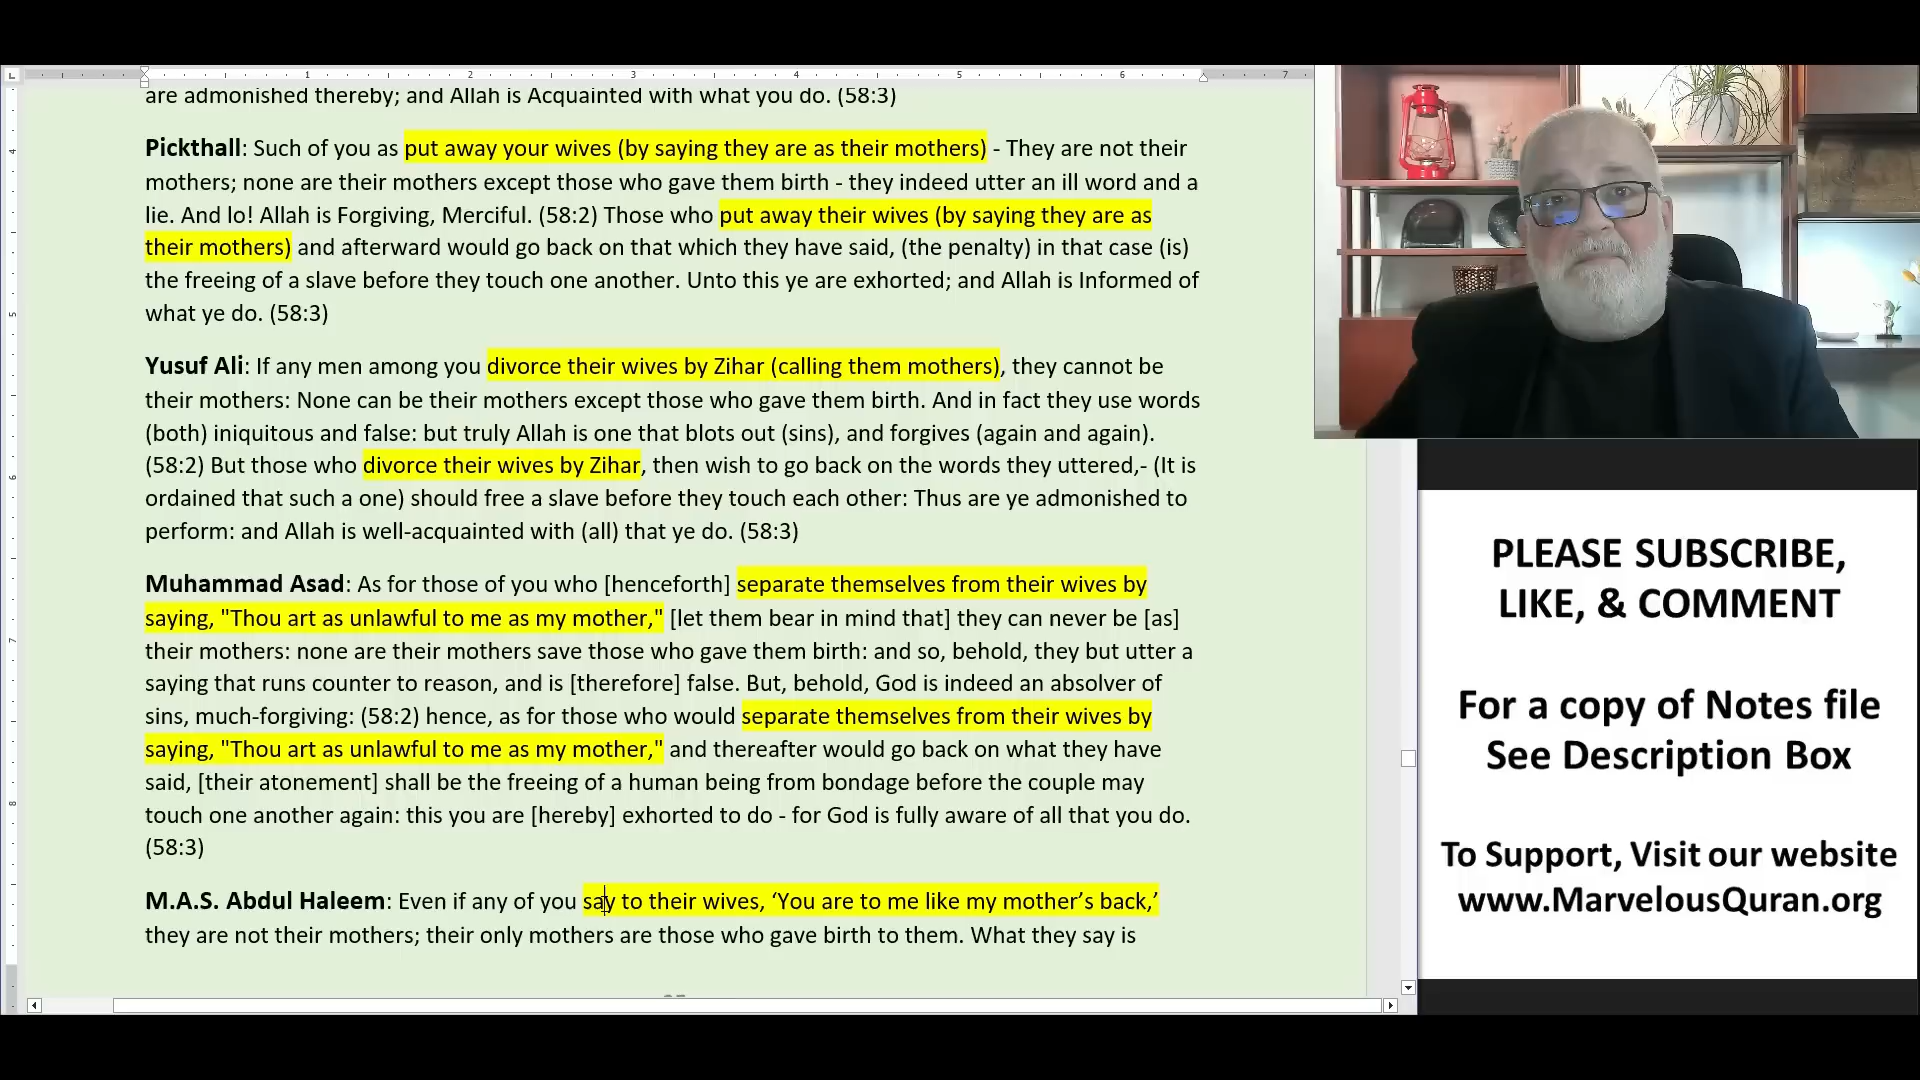 1 2 3 4 5 6 7
are admonished thereby; and Allah is Acquainted with what you do. (58:3)
Pickthall: Such of you as put away your wives (by saying they are as their mothers) - They are not their
mothers; none are their mothers except those who gave them birth - they indeed utter an ill word and a
lie. And lo! Allah is Forgiving, Merciful. (58:2) Those who put away their wives (by saying they are as
their mothers) and afterward would go back on that which they have said, (the penalty) in that case (is)
the freeing of a slave before they touch one another. Unto this ye are exhorted; and Allah is Informed of
what ye do. (58:3)
Yusuf Ali: If any men among you divorce their wives by Zihar (calling them mothers), they cannot be
their mothers: None can be their mothers except those who gave them birth. And in fact they use words
(both) iniquitous and false: but truly Allah is one that blots out (sins), and forgives (again and again).
(58:2) But those who divorce their wives by Zihar, then wish to go back on the words they uttered,- (It is
ordained that such a one) should free a slave before they touch each other: Thus are ye admonished to
perform: and Allah is well-acquainted with (all) that ye do. (58:3)
Muhammad Asad: As for those of you who [henceforth] separate themselves from their wives by
saying, "Thou art as unlawful to me as my mother," [let them bear in mind that] they can never be [as]
their mothers: none are their mothers save those who gave them birth: and so, behold, they but utter a
saying that runs counter to reason, and is [therefore] false. But, behold, God is indeed an absolver of
sins, much-forgiving: (58:2) hence, as for those who would separate themselves from their wives by
saying, "Thou art as unlawful to me as my mother," and thereafter would go back on what they have
said, [their atonement] shall be the freeing of a human being from bondage before the couple may
touch one another again: this you are [hereby] exhorted to do - for God is fully aware of all that you do.
(58:3)
M.A.S. Abdul Haleem: Even if any of you say to their wives, ‘You are to me like my mother’s back,’
they are not their mothers; their only mothers are those who gave birth to them. What they say is
4
5
6
7
8
PLEASE SUBSCRIBE,
LIKE, & COMMENT
For a copy of Notes file
See Description Box
To Support, Visit our website
www.MarvelousQuran.org